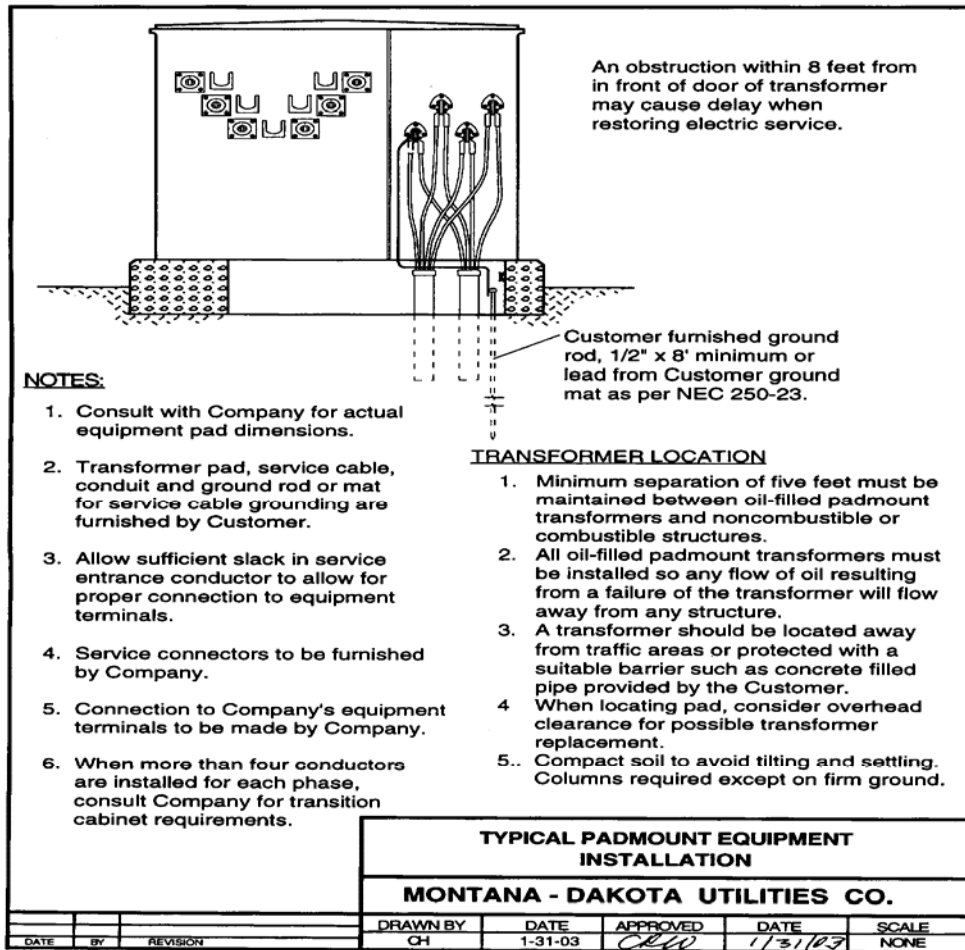 An obstruction within 8 feet from
in front of door of transformer
may cause delay when
restoring electric service.
Customer furnished ground
rod, 1/2" x 8' minimum or
lead from Customer ground
mat as per NEC 250-23.
NOTES:
1. Consult with Company for actual
equipment pad dimensions.
2. Transformer pad, service cable,
conduit and ground rod or mat
for service cable grounding are
furnished by Customer.
3. Allow sufficient slack in service
entrance conductor to allow for
proper connection to equipment
terminals.
4. Service connectors to be furnished
by Company.
5. Connection to Company's equipment
terminals to be made by Company.
6. When more than four conductors
are installed for each phase,
consult Company for transition
cabinet requirements.
TRANSFORMER LOCATION
1. Minimum separation of five feet must be
maintained between oil-filled padmount
transformers and noncombustible or
combustible structures.
2. All oil-filled padmount transformers must
be installed so any flow of oil resulting
from a failure of the transformer will flow
away from any structure.
3. A transformer should be located away
from traffic areas or protected with a
suitable barrier such as concrete filled
pipe provided by the Customer.
4 When locating pad, consider overhead
clearance for possible transformer
replacement.
5.. Compact soil to avoid tilting and settling.
Columns required except on firm ground.
TYPICAL PADMOUNT EQUIPMENT
INSTALLATION
MONTANA - DAKOTA UTILITIES CO.
DRAWN BY DATE APPROVED DATE SCALE
CH 1-31-03 CRW 1/31/03 NONE
DATE BY REVISION